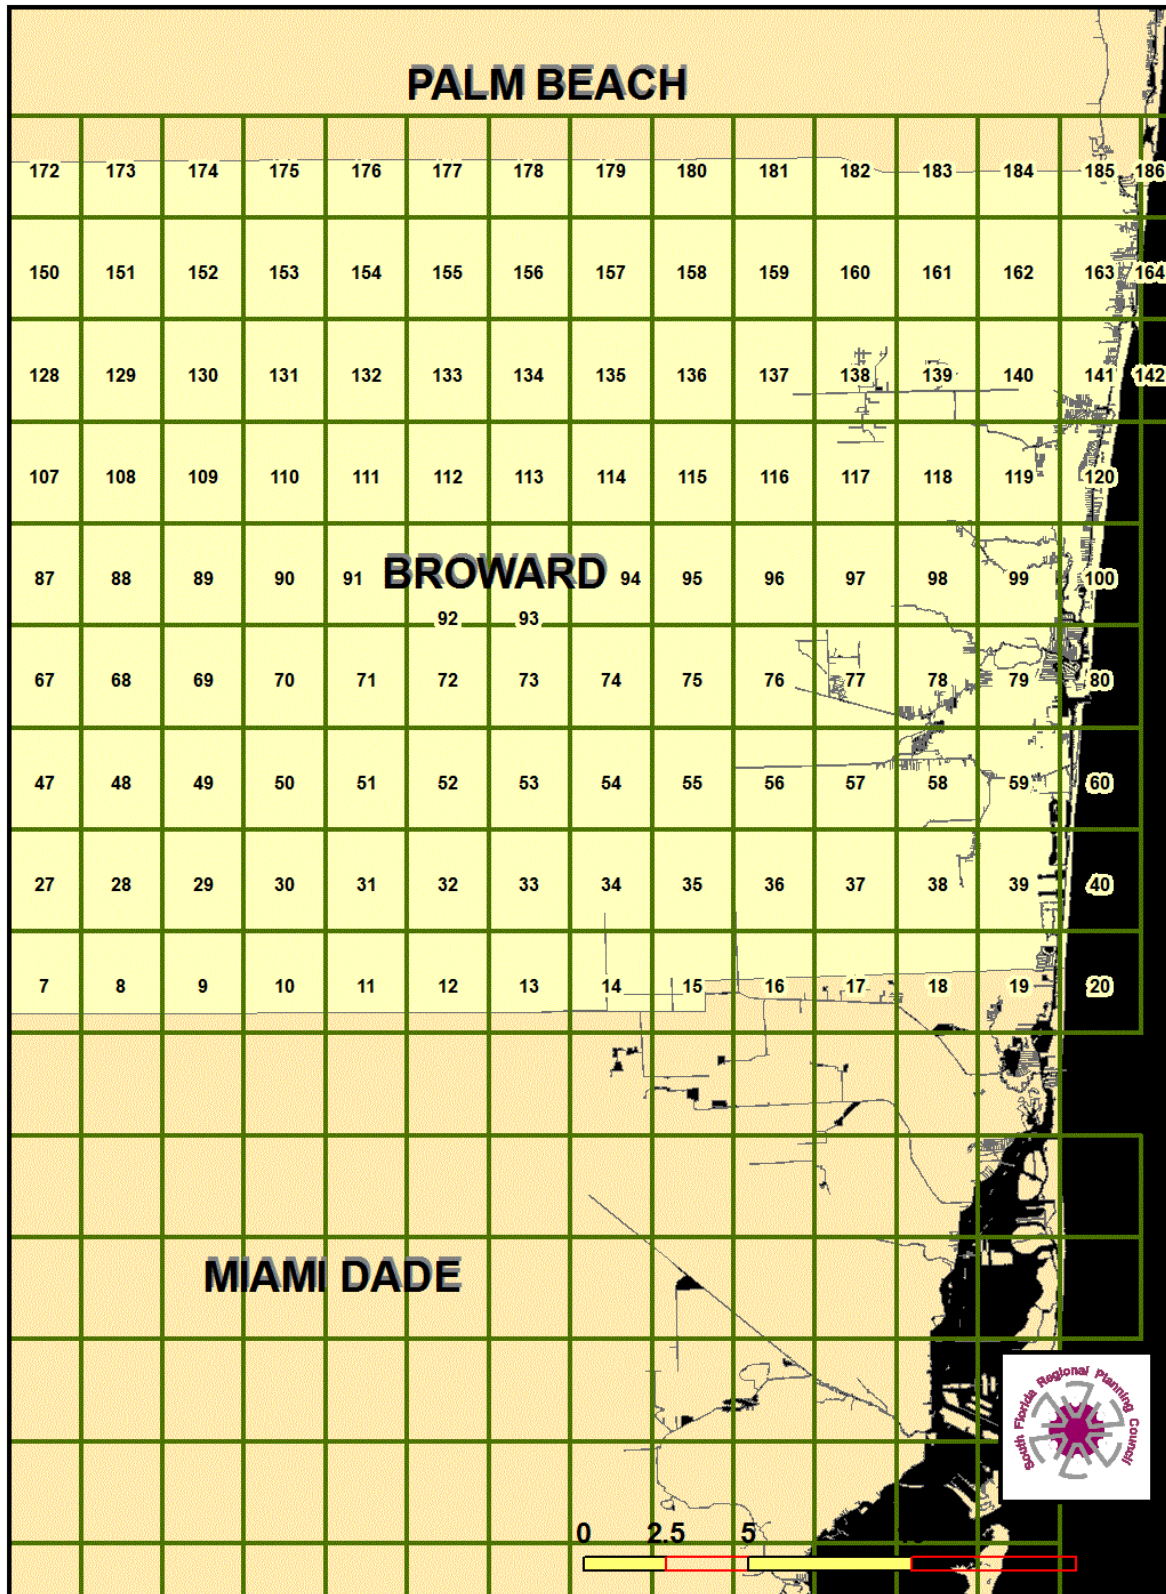 PALM BEACH
172 173 174 175 176 177 178 179 180 181 182 183 184 185 186
150 151 152 153 154 155 156 157 158 159 160 161 162 163 164
128 129 130 131 132 133 134 135 136 137 138 139 140 141 142
107 108 109 110 111 112 113 114 115 116 117 118 119 120
87 88 89 90 91 BROWARD 94 95 96 97 98 99 100
92 93
67 68 69 70 71 72 73 74 75 76 77 78 79 80
47 48 49 50 51 52 53 54 55 56 57 58 59 60
27 28 29 30 31 32 33 34 35 36 37 38 39 40
7 8 9 10 11 12 13 14 15 16 17 18 19 20
MIAMI DADE
South Florida Regional Planning Council
0 2.5 5